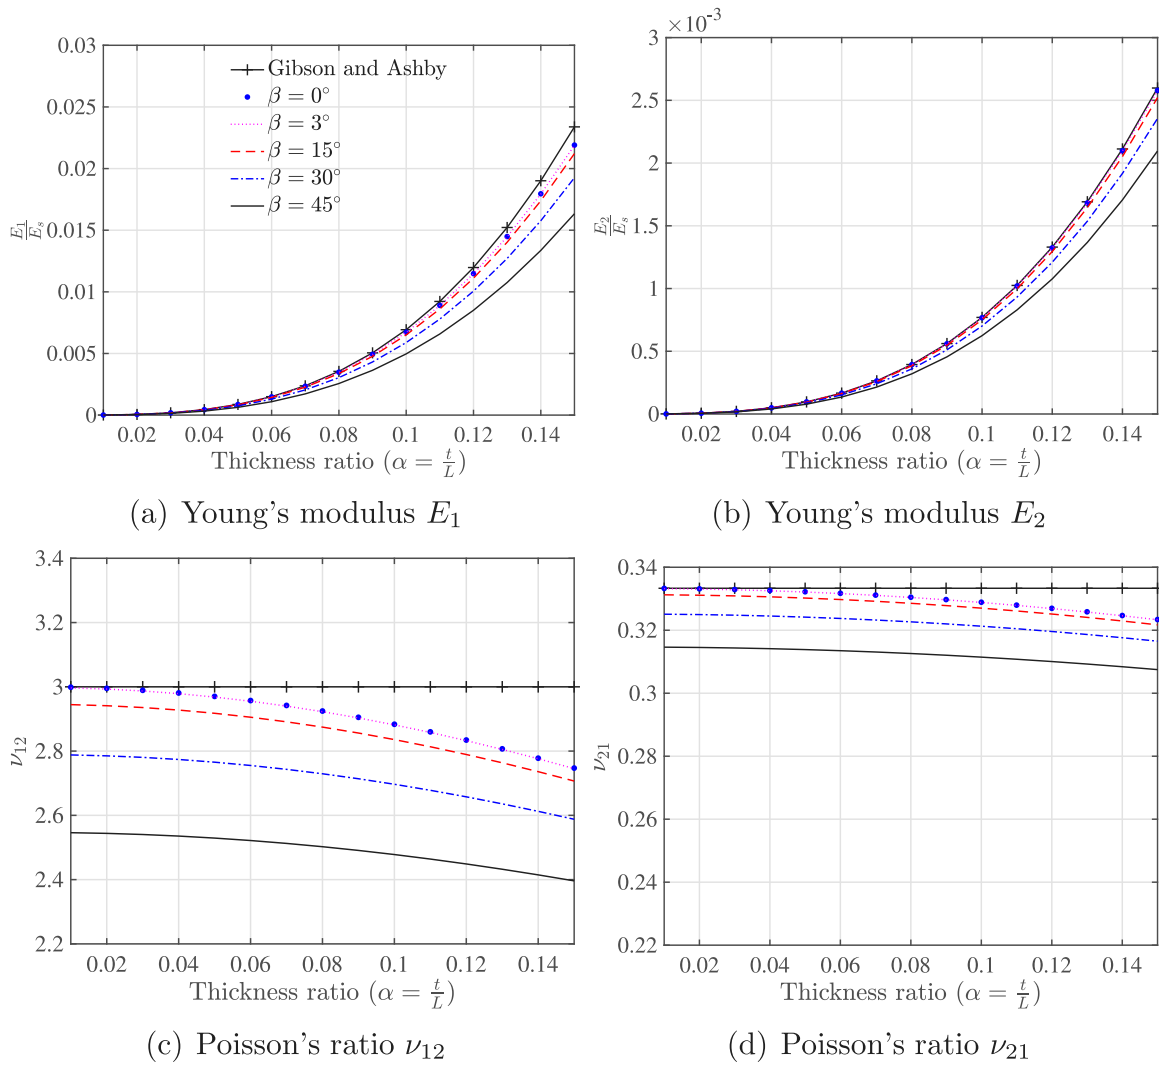 0.03
0.025
0.02
0.015
0.01
0.005
0
E₁/Eₛ
Gibson and Ashby
β = 0°
β = 3°
β = 15°
β = 30°
β = 45°
0.02 0.04 0.06 0.08 0.1 0.12 0.14
Thickness ratio (α = t/L)
(a) Young's modulus E₁
×10⁻³
3
2.5
2
1.5
1
0.5
0
E₂/Eₛ
0.02 0.04 0.06 0.08 0.1 0.12 0.14
Thickness ratio (α = t/L)
(b) Young's modulus E₂
3.4
3.2
3
2.8
2.6
2.4
2.2
ν₁₂
0.02 0.04 0.06 0.08 0.1 0.12 0.14
Thickness ratio (α = t/L)
(c) Poisson's ratio ν₁₂
0.34
0.32
0.3
0.28
0.26
0.24
0.22
ν₂₁
0.02 0.04 0.06 0.08 0.1 0.12 0.14
Thickness ratio (α = t/L)
(d) Poisson's ratio ν₂₁